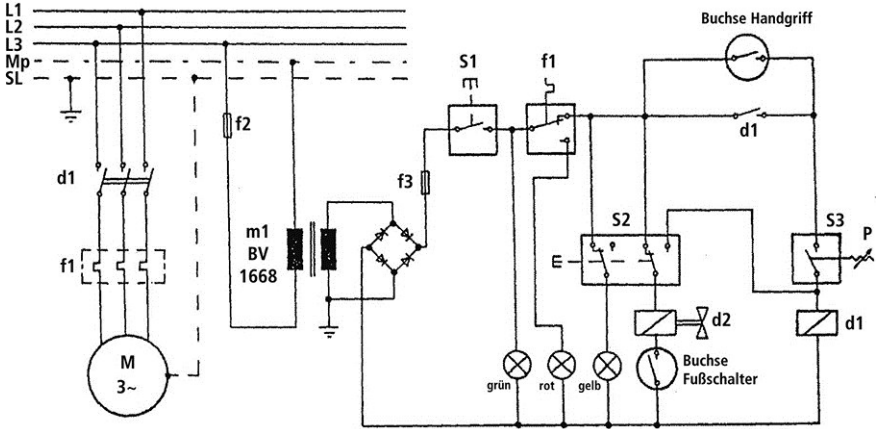 L1
L2
L3
Mp
SL
Buchse Handgriff
S1
f1
f2
d1
d1
f3
S2
S3
P
m1
BV
1668
f1
d2
d1
M
3~
grün
rot
gelb
Buchse
Fußschalter